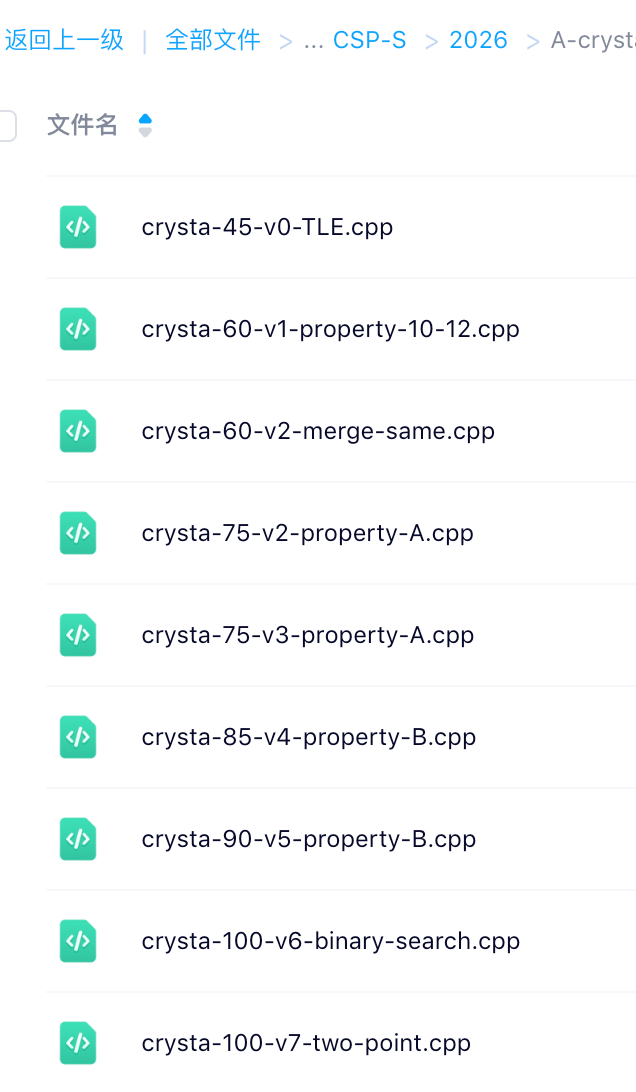 返回上一级 | 全部文件 > ... CSP-S > 2026 > A-cryst
文件名
crysta-45-v0-TLE.cpp
crysta-60-v1-property-10-12.cpp
crysta-60-v2-merge-same.cpp
crysta-75-v2-property-A.cpp
crysta-75-v3-property-A.cpp
crysta-85-v4-property-B.cpp
crysta-90-v5-property-B.cpp
crysta-100-v6-binary-search.cpp
crysta-100-v7-two-point.cpp